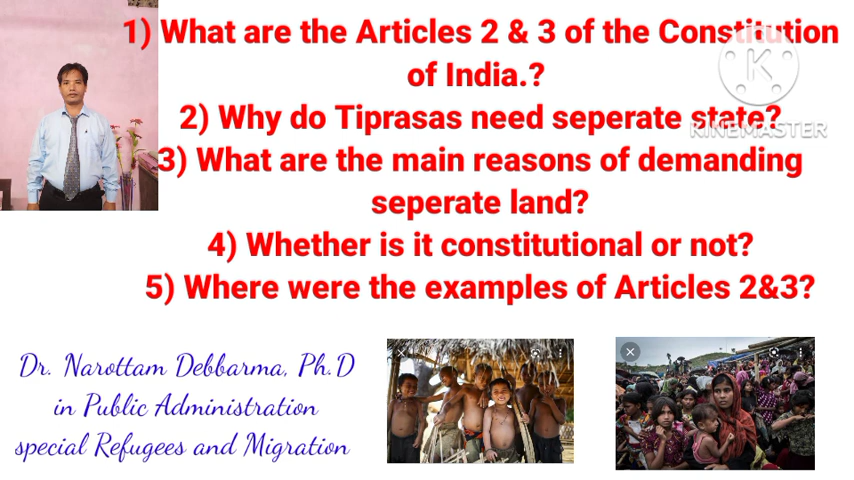 1) What are the Articles 2 & 3 of the Constitution
of India.?
2) Why do Tiprasas need seperate state?
KINEMASTER
3) What are the main reasons of demanding
seperate land?
4) Whether is it constitutional or not?
5) Where were the examples of Articles 2&3?
Dr. Narottam Debbarma, Ph.D
in Public Administration
special Refugees and Migration